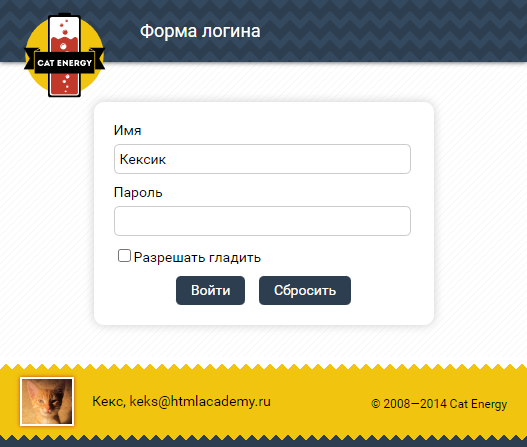 Форма логина
CAT ENERGY
Имя
Кексик
Пароль
Разрешать гладить
Войти Сбросить
Кекс, keks@htmlacademy.ru
© 2008—2014 Cat Energy